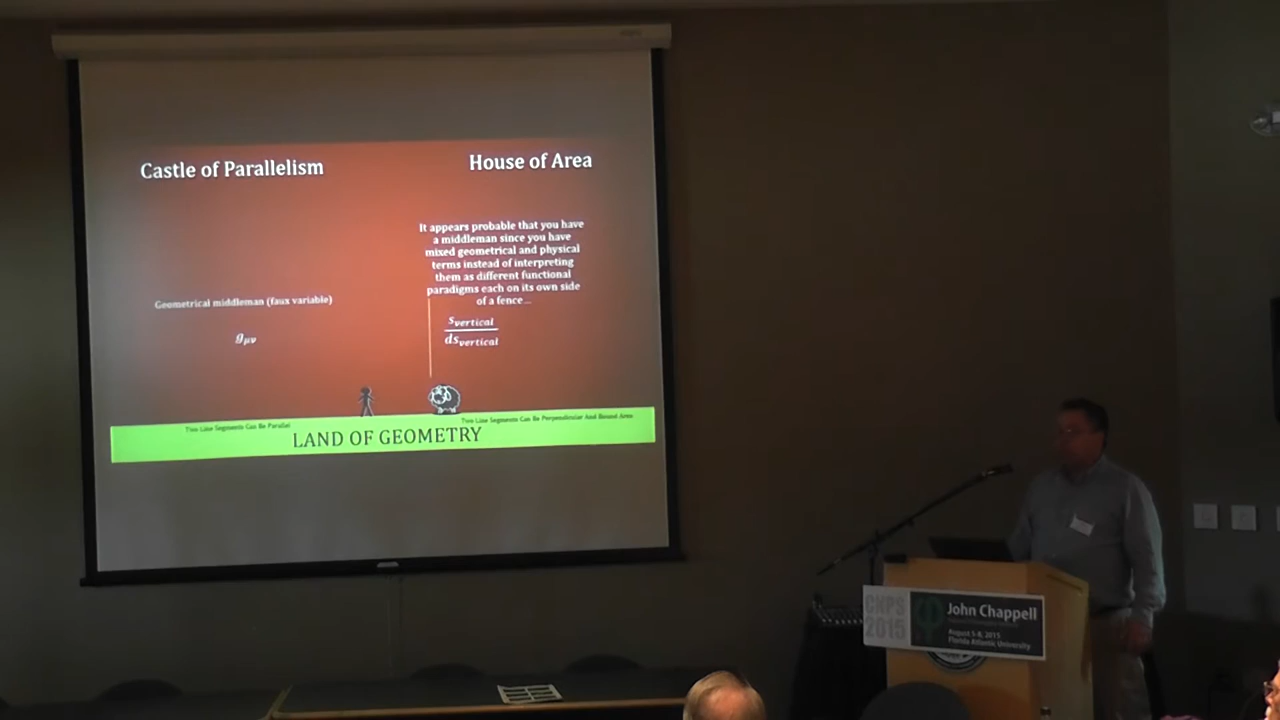 Castle of Parallelism
House of Area
It appears probable that you have
a middleman since you have
mixed geometrical and physical
terms instead of interpreting
them as different functional
paradigms each on its own side
of a fence...
Geometrical middleman (faux variable)
g_μν
s_vertical
ds_vertical
Two Line Segments Can Be Parallel
Two Line Segments Can Be Perpendicular And Bound Area
LAND OF GEOMETRY
CNPS
2015
John Chappell
August 5-8, 2015
Florida Atlantic University